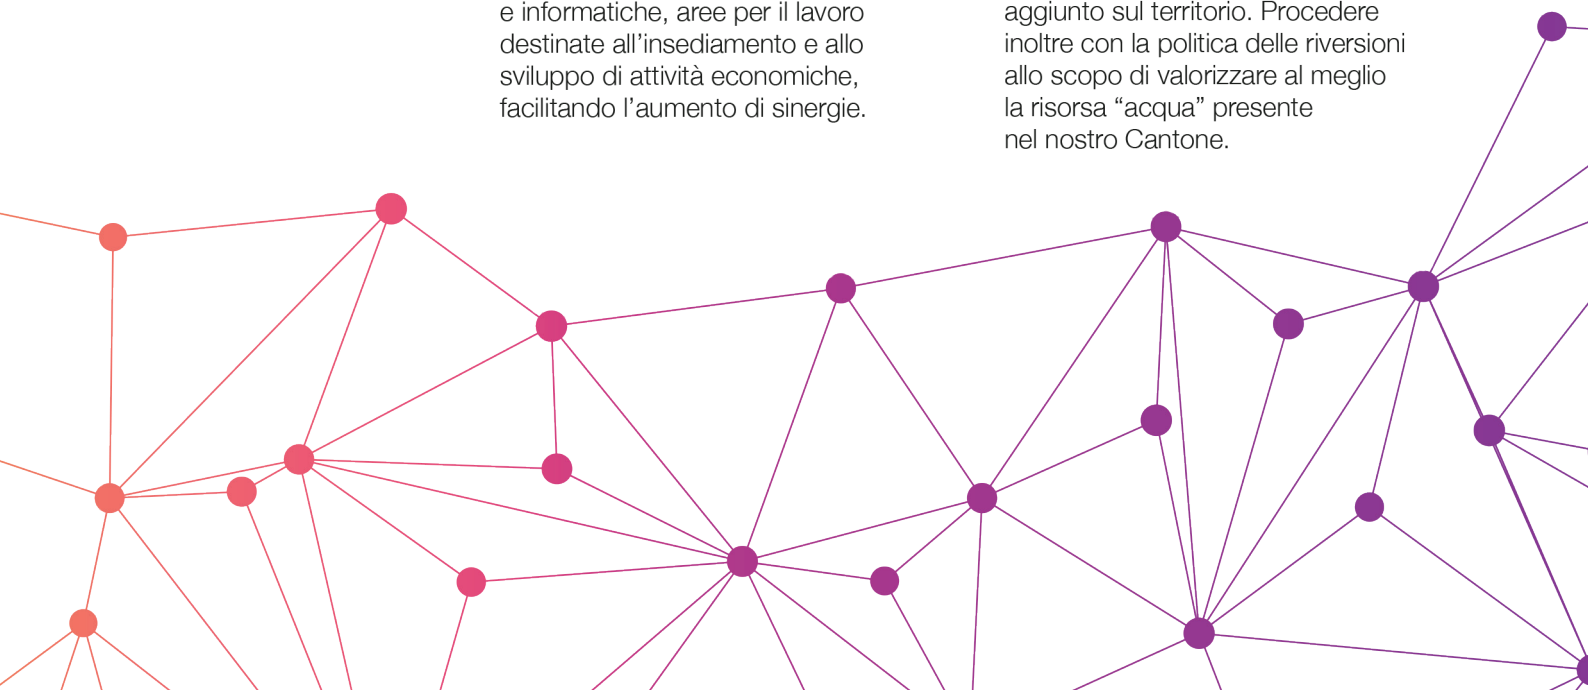 e informatiche, aree per il lavoro
destinate all’insediamento e allo
sviluppo di attività economiche,
facilitando l’aumento di sinergie.
aggiunto sul territorio. Procedere
inoltre con la politica delle riversioni
allo scopo di valorizzare al meglio
la risorsa “acqua” presente
nel nostro Cantone.